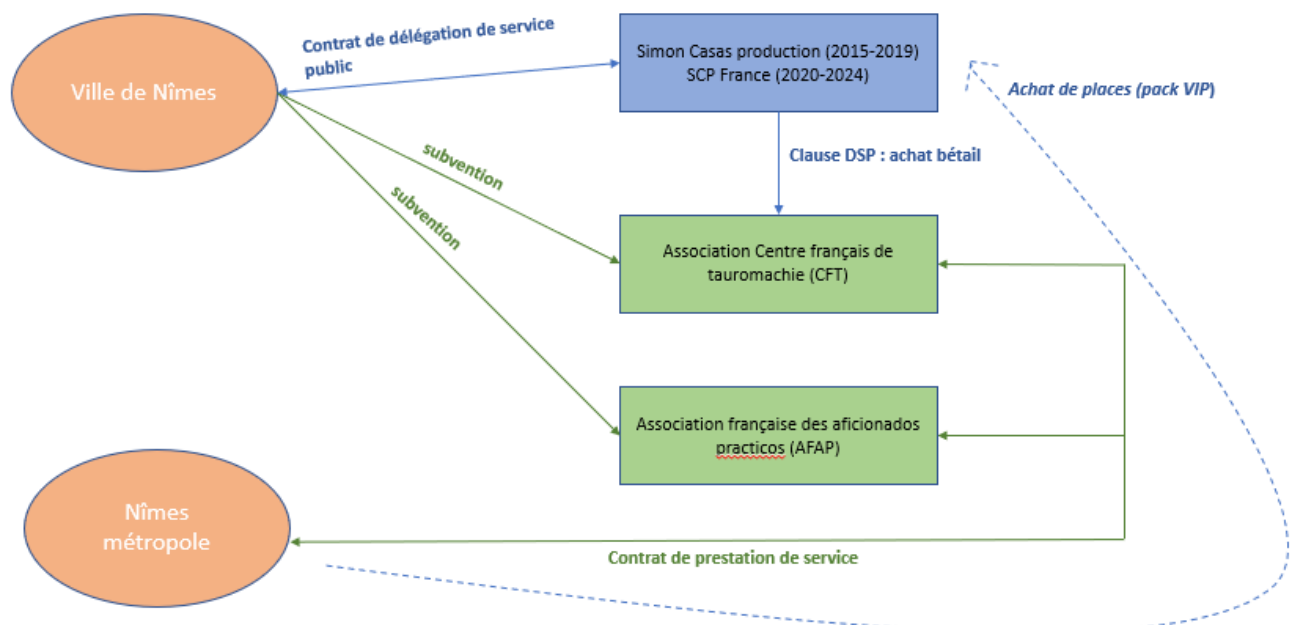 Contrat de délégation de service
public
Simon Casas production (2015-2019)
SCP France (2020-2024)
Ville de Nîmes
Achat de places (pack VIP)
Clause DSP : achat bétail
subvention
subvention
Association Centre français de
tauromachie (CFT)
Association française des aficionados
practicos (AFAP)
Nîmes
métropole
Contrat de prestation de service